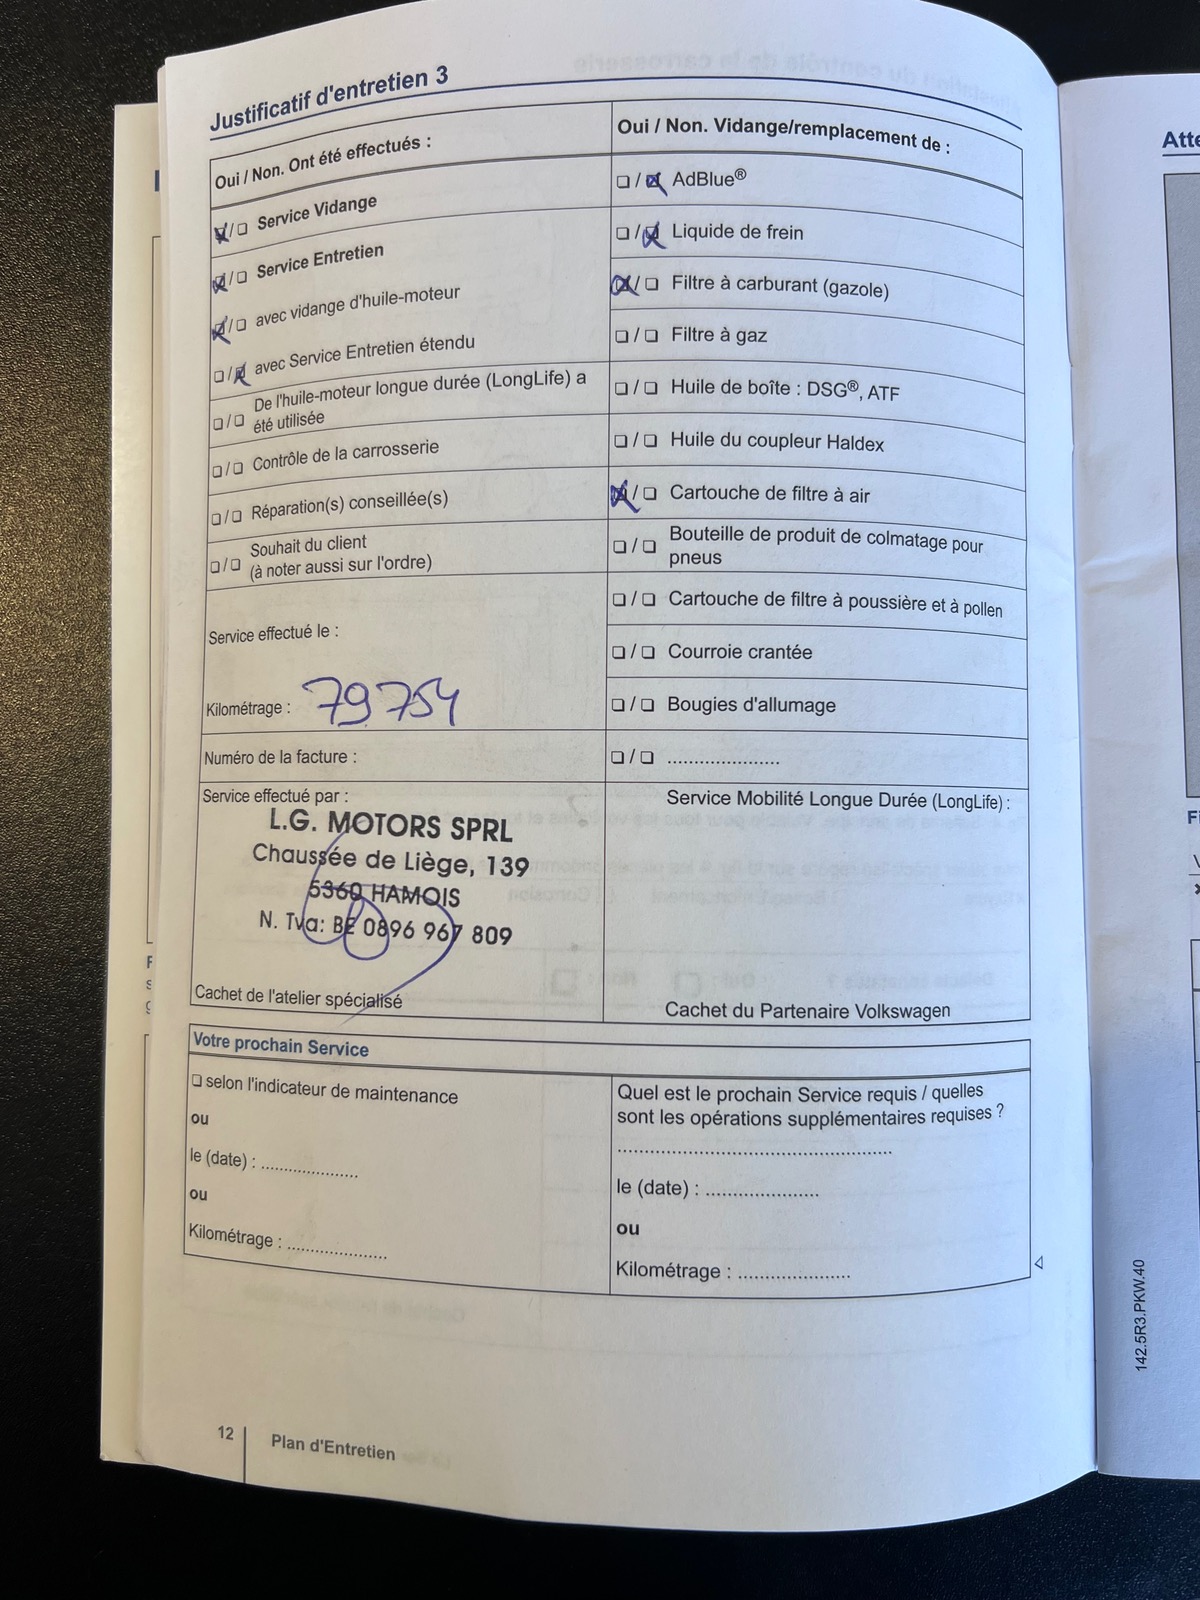 Justificatif d'entretien 3
Oui / Non. Ont été effectués :
☒/❏ Service Vidange
☒/❏ Service Entretien
☒/❏ avec vidange d'huile-moteur
❏/☒ avec Service Entretien étendu
❏/❏ De l'huile-moteur longue durée (LongLife) a
été utilisée
❏/❏ Contrôle de la carrosserie
❏/❏ Réparation(s) conseillée(s)
❏/❏ Souhait du client
(à noter aussi sur l'ordre)
Service effectué le :
Kilométrage : 79.754
Numéro de la facture :
Service effectué par :
L.G. MOTORS SPRL
Chaussée de Liège, 139
5360 HAMOIS
N. Tva: BE 0896 967 809
Cachet de l'atelier spécialisé
Oui / Non. Vidange/remplacement de :
❏/☒ AdBlue®
❏/☒ Liquide de frein
☒/❏ Filtre à carburant (gazole)
❏/❏ Filtre à gaz
❏/❏ Huile de boîte : DSG®, ATF
❏/❏ Huile du coupleur Haldex
☒/❏ Cartouche de filtre à air
❏/❏ Bouteille de produit de colmatage pour
pneus
❏/❏ Cartouche de filtre à poussière et à pollen
❏/❏ Courroie crantée
❏/❏ Bougies d'allumage
❏/❏ .....................
Service Mobilité Longue Durée (LongLife) :
Cachet du Partenaire Volkswagen
Votre prochain Service
❏ selon l'indicateur de maintenance
ou
le (date) : ..................
ou
Kilométrage : ...................
Quel est le prochain Service requis / quelles
sont les opérations supplémentaires requises ?
..................................................
le (date) : .....................
ou
Kilométrage : .....................
12
Plan d'Entretien
142.5R3.PKW.40
Atte